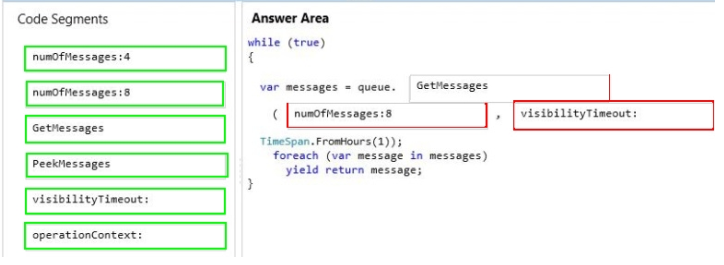 Code Segments
numOfMessages:4
numOfMessages:8
GetMessages
PeekMessages
visibilityTimeout:
operationContext:
Answer Area
while (true)
{
var messages = queue. GetMessages
( numOfMessages:8 , visibilityTimeout:
TimeSpan.FromHours(1));
foreach (var message in messages)
yield return message;
}